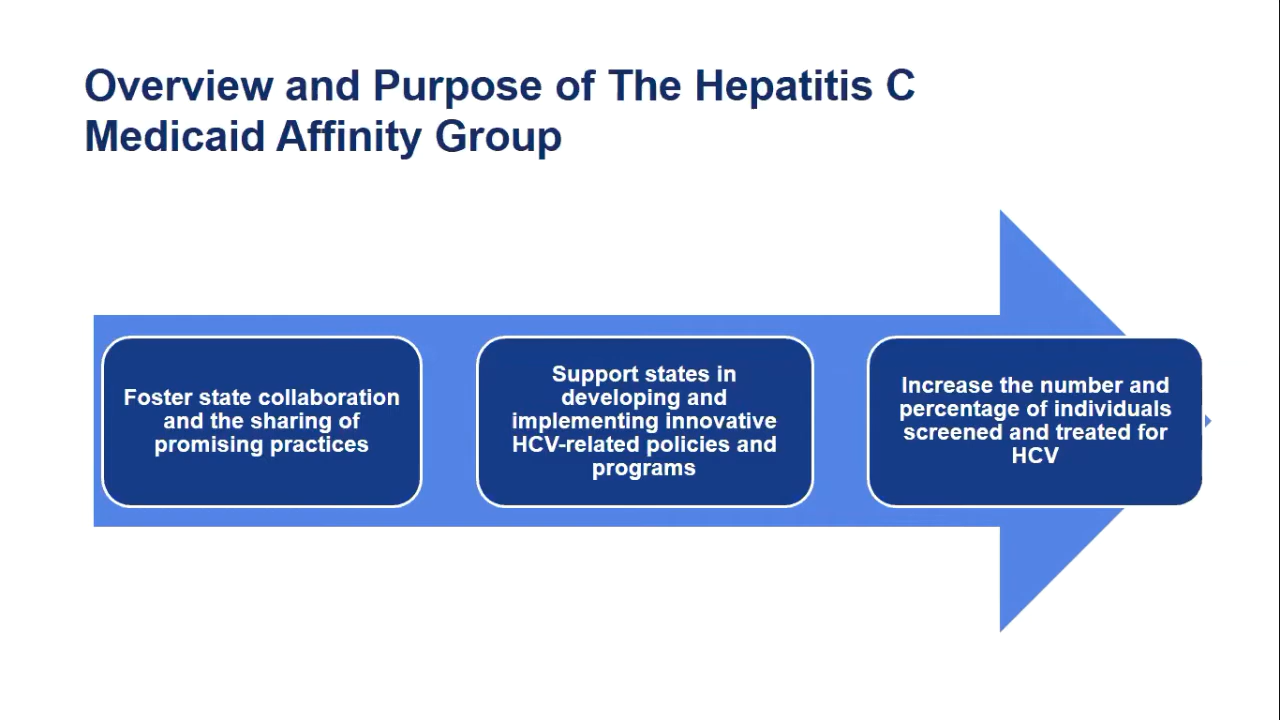 Overview and Purpose of The Hepatitis C
Medicaid Affinity Group
Foster state collaboration
and the sharing of
promising practices
Support states in
developing and
implementing innovative
HCV-related policies and
programs
Increase the number and
percentage of individuals
screened and treated for
HCV